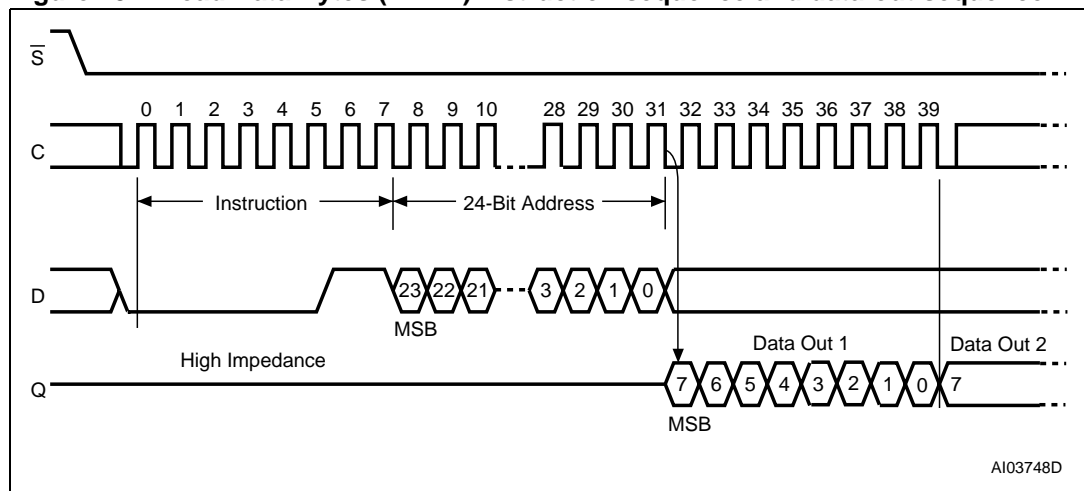 S
0 1 2 3 4 5 6 7 8 9 10 28 29 30 31 32 33 34 35 36 37 38 39
C
Instruction 24-Bit Address
D 23 22 21 3 2 1 0
MSB
High Impedance Data Out 1 Data Out 2
Q 7 6 5 4 3 2 1 0 7
MSB
AI03748D